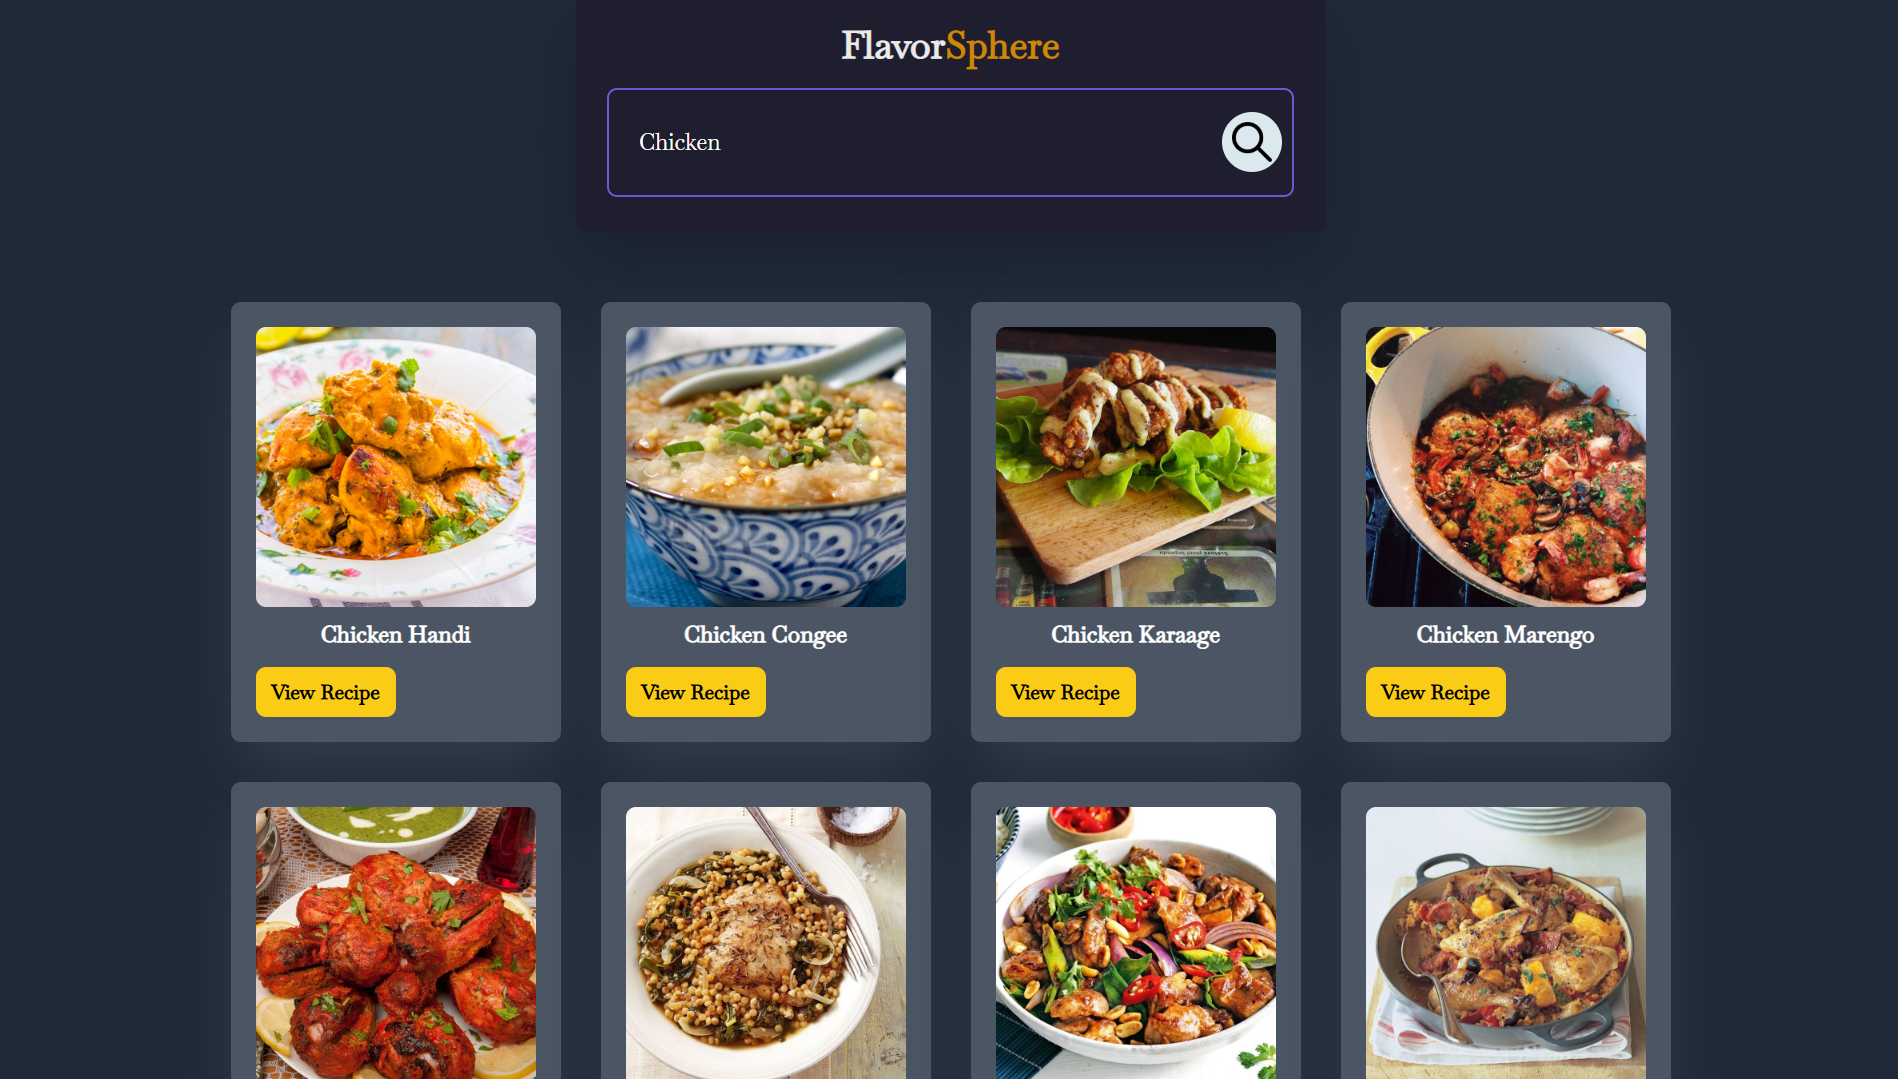 FlavorSphere
Chicken
Chicken Handi
Chicken Congee
Chicken Karaage
Chicken Marengo
View Recipe
View Recipe
View Recipe
View Recipe